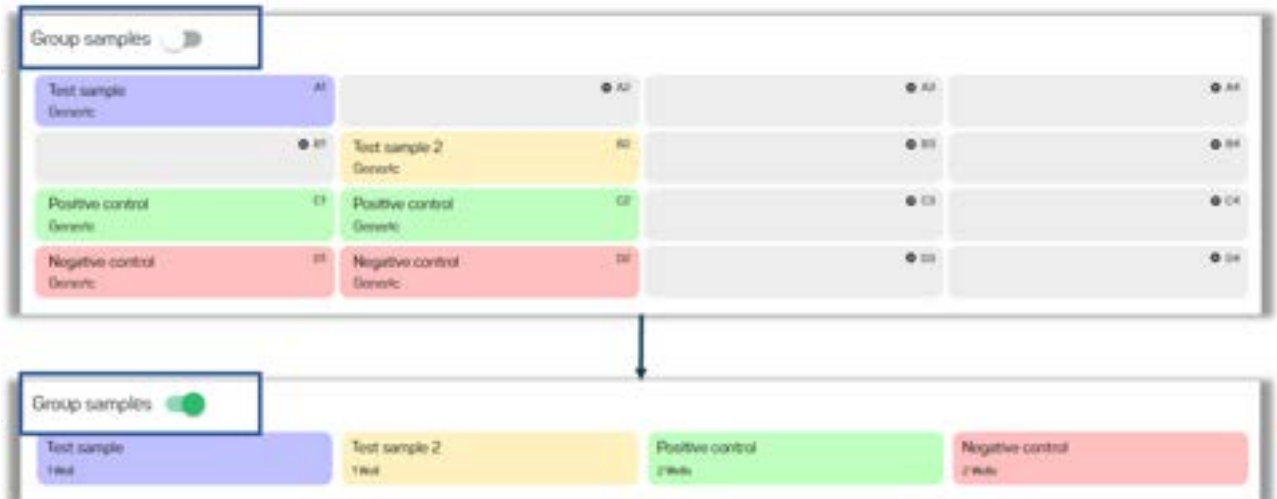 Group samples
Test sample A1
Generic
A2
A3
A4
B1
Test sample 2 B2
Generic
B3
B4
Positive control C1
Generic
Positive control C2
Generic
C3
C4
Negative control D1
Generic
Negative control D2
Generic
D3
D4
Group samples
Test sample
1 Well
Test sample 2
1 Well
Positive control
2 Wells
Negative control
2 Wells